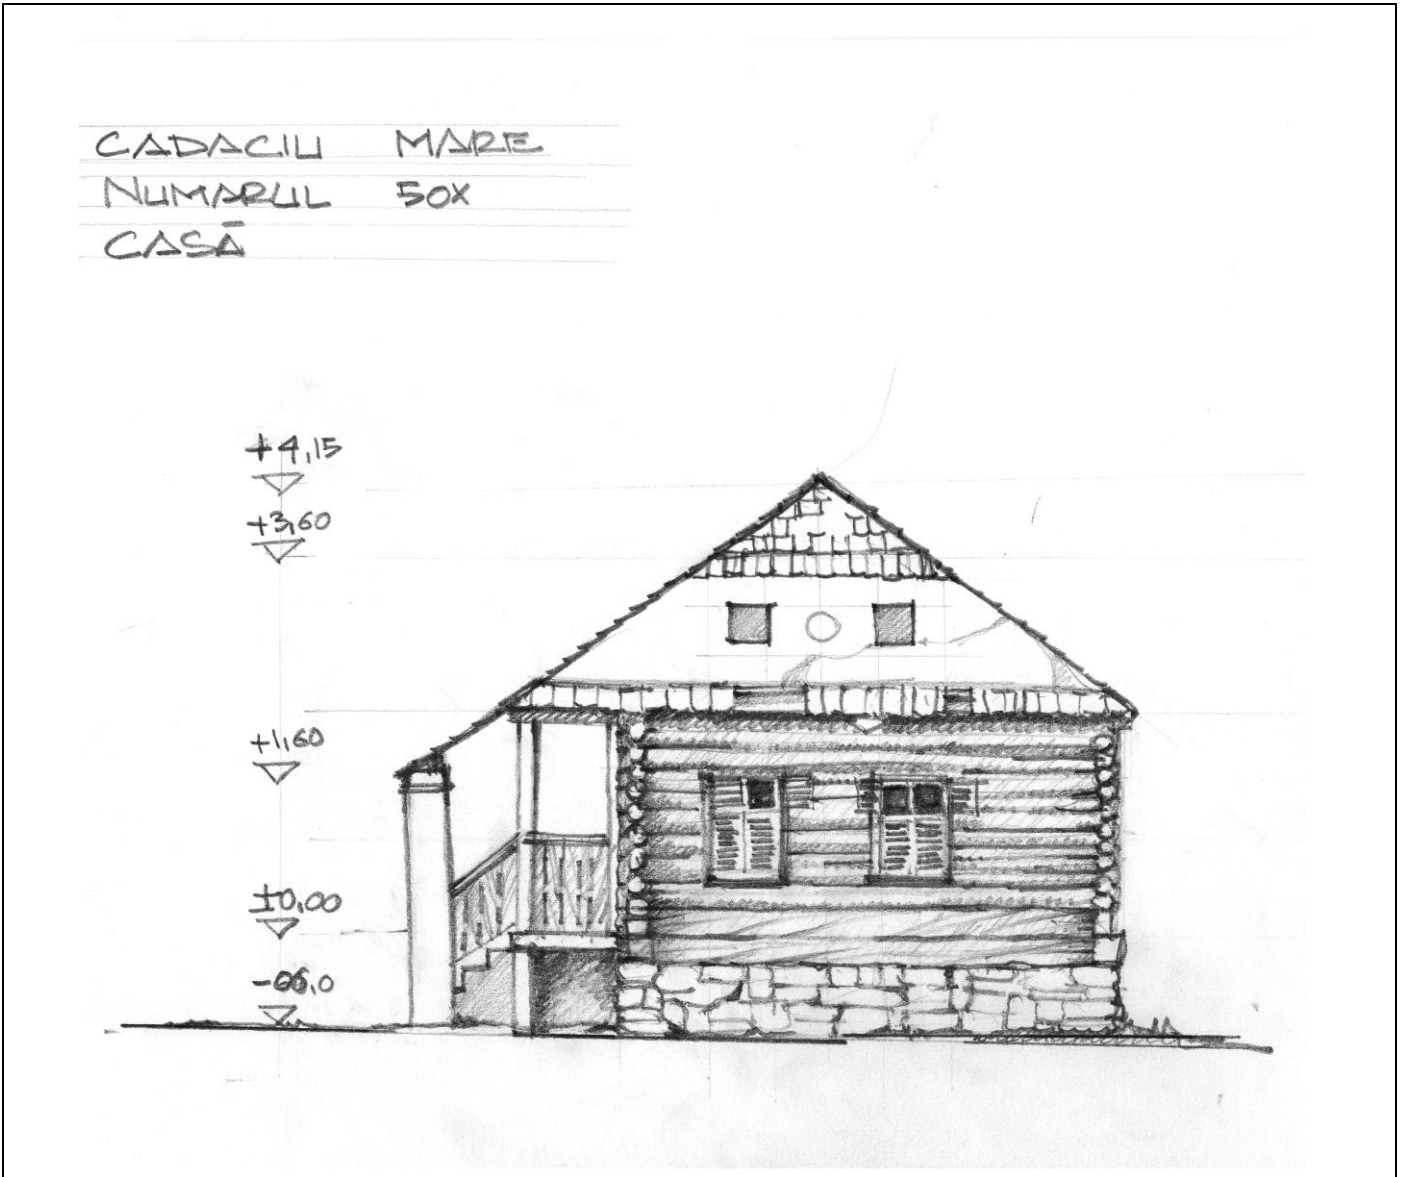 CADACIU MARE
NUMARUL 50X
CASĂ
+4,15
+3,60
+1,60
±0,00
-06,0